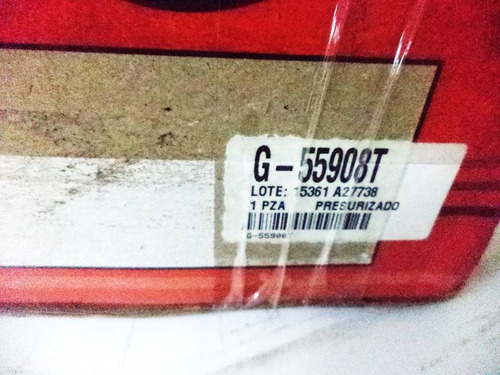 G-55908T
LOTE: 15361 A27738
1 PZA PRESURIZADO
G-55908